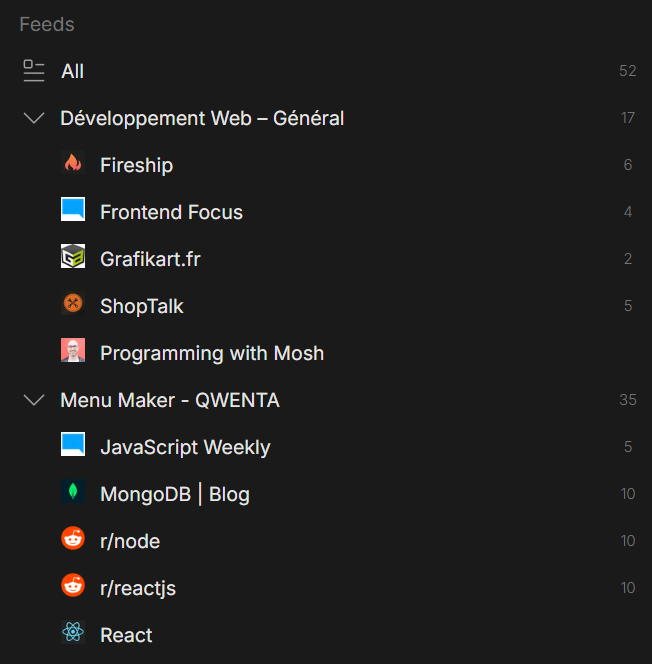 Feeds
All 52
Développement Web – Général 17
Fireship 6
Frontend Focus 4
Grafikart.fr 2
ShopTalk 5
Programming with Mosh
Menu Maker - QWENTA 35
JavaScript Weekly 5
MongoDB | Blog 10
r/node 10
r/reactjs 10
React